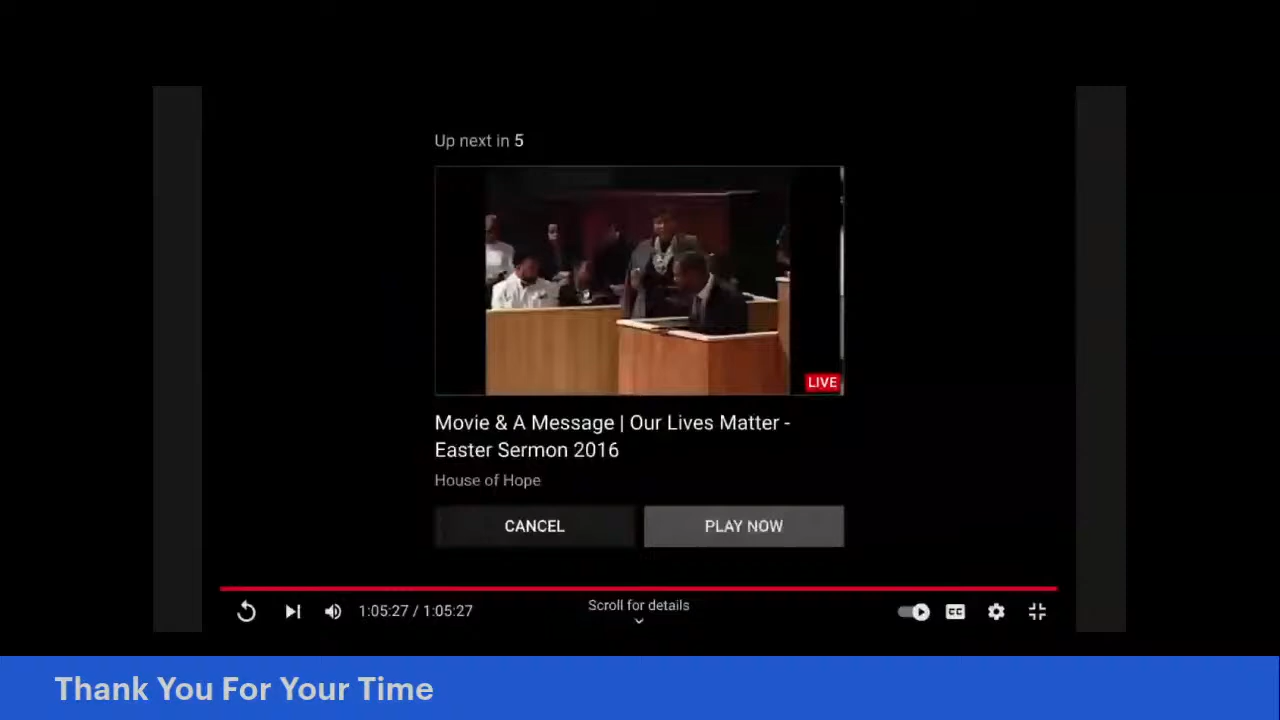 Up next in 5
LIVE
Movie & A Message | Our Lives Matter -
Easter Sermon 2016
House of Hope
CANCEL
PLAY NOW
1:05:27 / 1:05:27
Scroll for details
CC
Thank You For Your Time